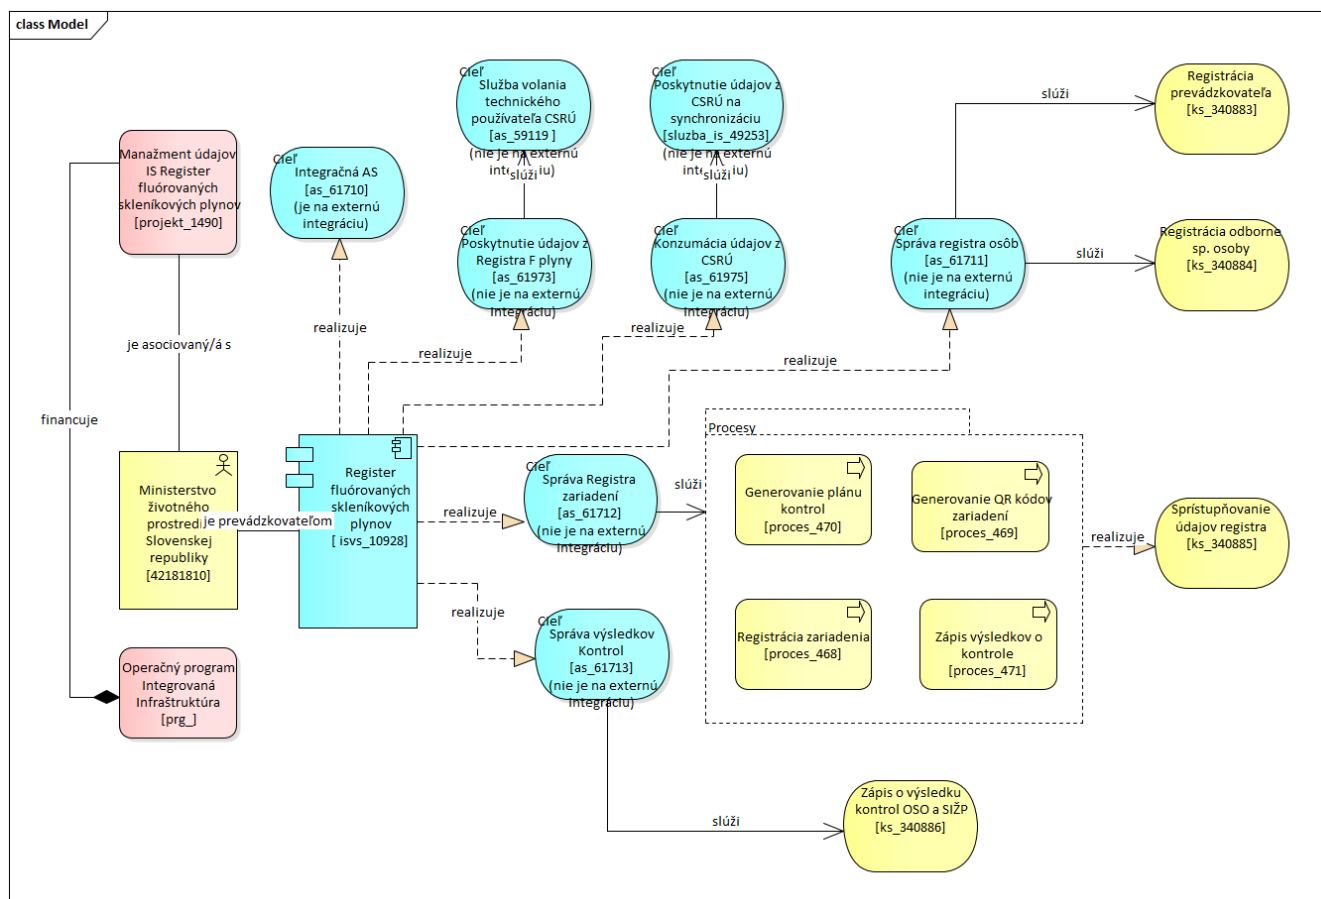 class Model
Cieľ
Služba volania
technického
používateľa CSRÚ
[as_59119 ]
(nie je na externú
integráciu)
slúži
Cieľ
Poskytnutie údajov z
CSRÚ na
synchronizáciu
[sluzba_is_49253]
(nie je na externú
integráciu)
slúži
slúži
Registrácia
prevádzkovateľa
[ks_340883]
Manažment údajov
IS Register
fluórovaných
skleníkových plynov
[projekt_1490]
Cieľ
Integračná AS
[as_61710]
(je na externú
integráciu)
Cieľ
Poskytnutie údajov z
Registra F plyny
[as_61973]
(nie je na externú
Integráciu)
Cieľ
Konzumácia údajov z
CSRÚ
[as_61975]
(nie je na externú
Integráciu)
Cieľ
Správa registra osôb
[as_61711]
(nie je na externú
integráciu)
slúži
Registrácia odborne
sp. osoby
[ks_340884]
je asociovaný/á s
realizuje
realizuje
realizuje
realizuje
financuje
Ministerstvo
životného
prostredi
Slovenskej
republiky
[42181810]
je prevádzkovateľom
Register
fluórovaných
skleníkových
plynov
[ isvs_10928]
realizuje
Cieľ
Správa Registra
zariadení
[as_61712]
(nie je na externú
Integráciu)
slúži
Procesy
Generovanie plánu
kontrol
[proces_470]
Generovanie QR kódov
zariadení
[proces_469]
Registrácia zariadenia
[proces_468]
Zápis výsledkov o
kontrole
[proces_471]
realizuje
Sprístupňovanie
údajov registra
[ks_340885]
realizuje
Cieľ
Správa výsledkov
Kontrol
[as_61713]
(nie je na externú
Integráciu)
Operačný program
Integrovaná
Infraštruktúra
[prg_]
slúži
Zápis o výsledku
kontrol OSO a SIŽP
[ks_340886]